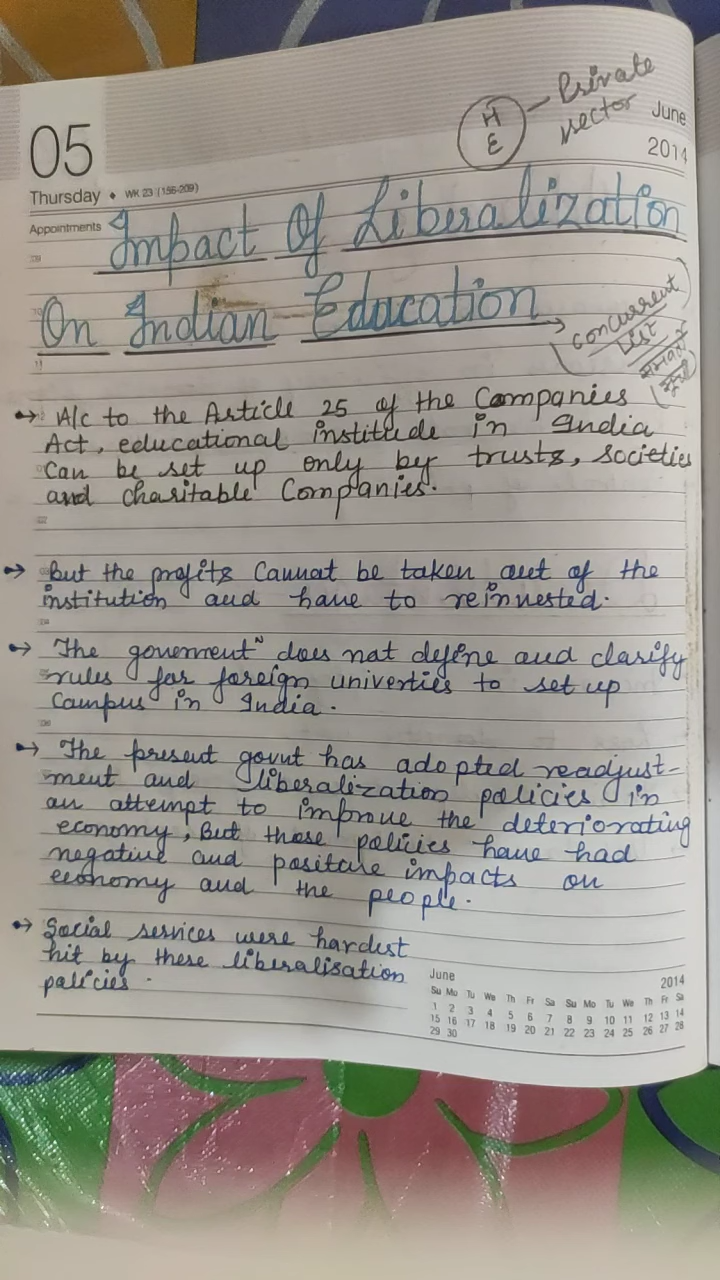 H
E
- Private
sector
June
2014
05
Thursday ◆ WK 23 (156-209)
Appointments
Impact Of Liberalization
On Indian Education →
(Concurrent
List
समवर्ती
सूची)
→ A/c to the Article 25 of the Companies
Act, educational institude in India
can be set up only by trusts, societies
and charitable Companies.
→ But the profits Cannot be taken out of the
institution and have to reinvested.
→ The government does not define and clarify
rules for foreign univerties to set up
Campus in India.
→ The present govnt has adopted readjust-
ment and liberalization policies in
an attempt to improve the deteriorating
economy, But these policies have had
negative and positive impacts on
economy and the people.
→ Social services were hardest
hit by these liberalisation
policies.
June 2014
Su Mo Tu We Th Fr Sa Su Mo Tu We Th Fr Sa
1 2 3 4 5 6 7 8 9 10 11 12 13 14
15 16 17 18 19 20 21 22 23 24 25 26 27 28
29 30